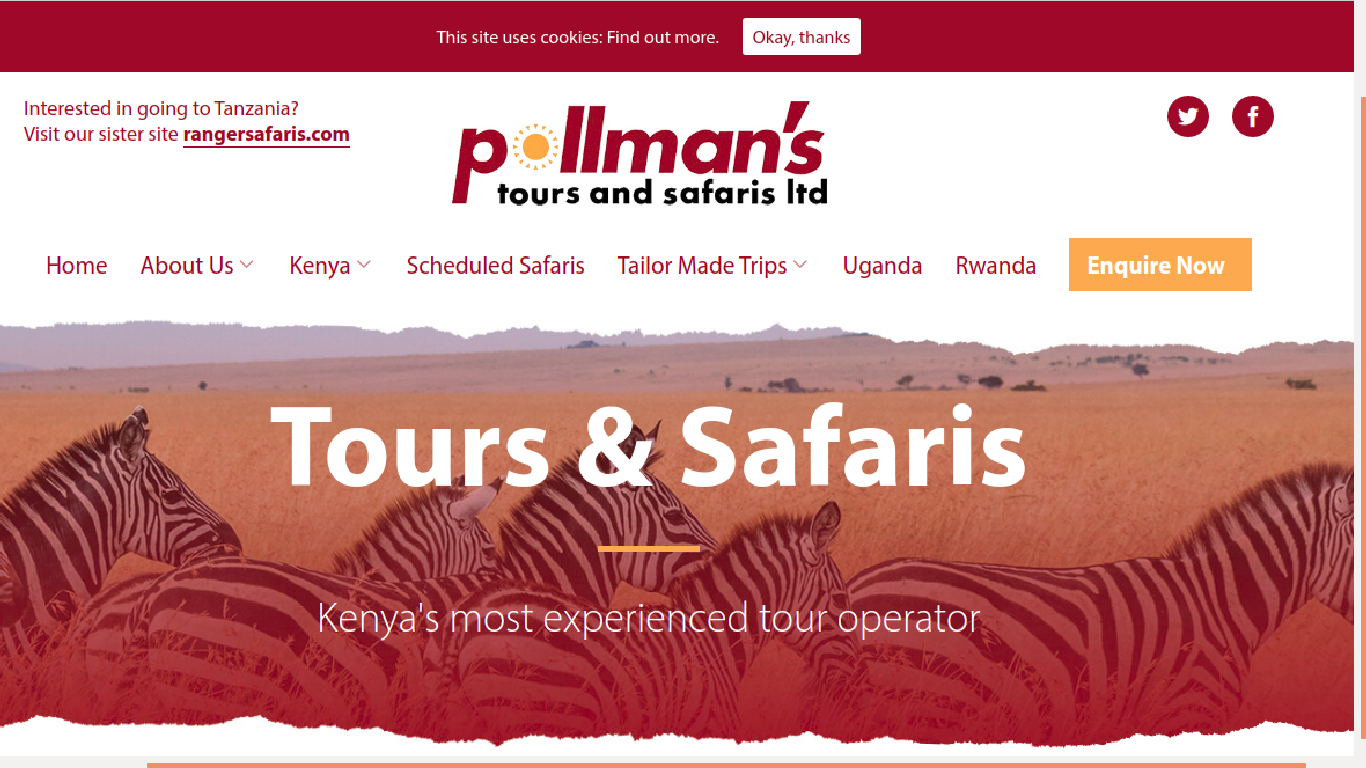 This site uses cookies: Find out more.
Okay, thanks
Interested in going to Tanzania?
Visit our sister site rangersafaris.com
pollman's
tours and safaris ltd
Home
About Us
Kenya
Scheduled Safaris
Tailor Made Trips
Uganda
Rwanda
Enquire Now
Tours & Safaris
Kenya's most experienced tour operator